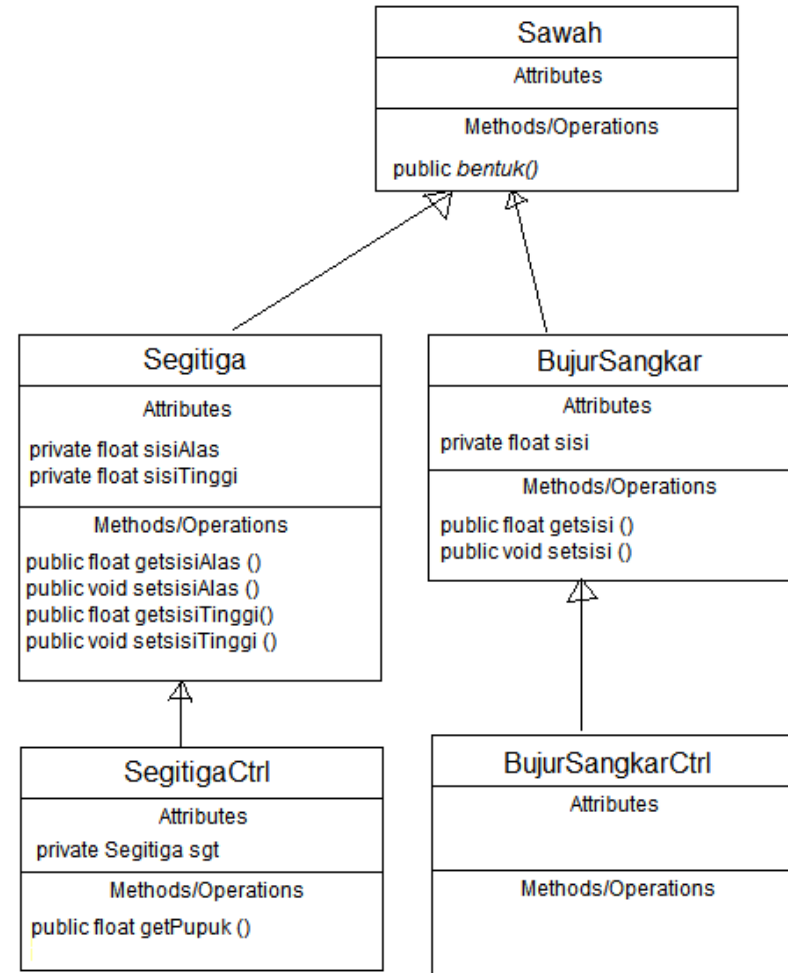 Sawah
Attributes
Methods/Operations
public bentuk()
Segitiga
Attributes
private float sisiAlas
private float sisiTinggi
Methods/Operations
public float getsisiAlas ()
public void setsisiAlas ()
public float getsisiTinggi()
public void setsisiTinggi ()
BujurSangkar
Attributes
private float sisi
Methods/Operations
public float getsisi ()
public void setsisi ()
SegitigaCtrl
Attributes
private Segitiga sgt
Methods/Operations
public float getPupuk ()
BujurSangkarCtrl
Attributes
Methods/Operations